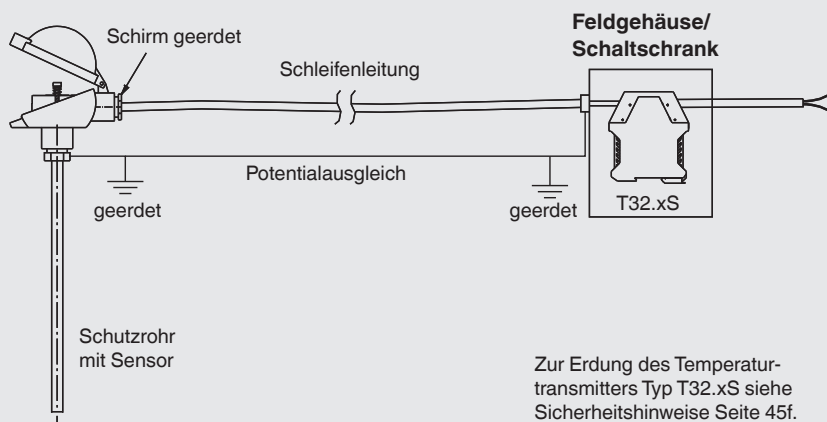 Feldgehäuse/
Schaltschrank
Schirm geerdet
Schleifenleitung
Potentialausgleich
geerdet
geerdet
T32.xS
Schutzrohr
mit Sensor
Zur Erdung des Temperatur-
transmitters Typ T32.xS siehe
Sicherheitshinweise Seite 45f.